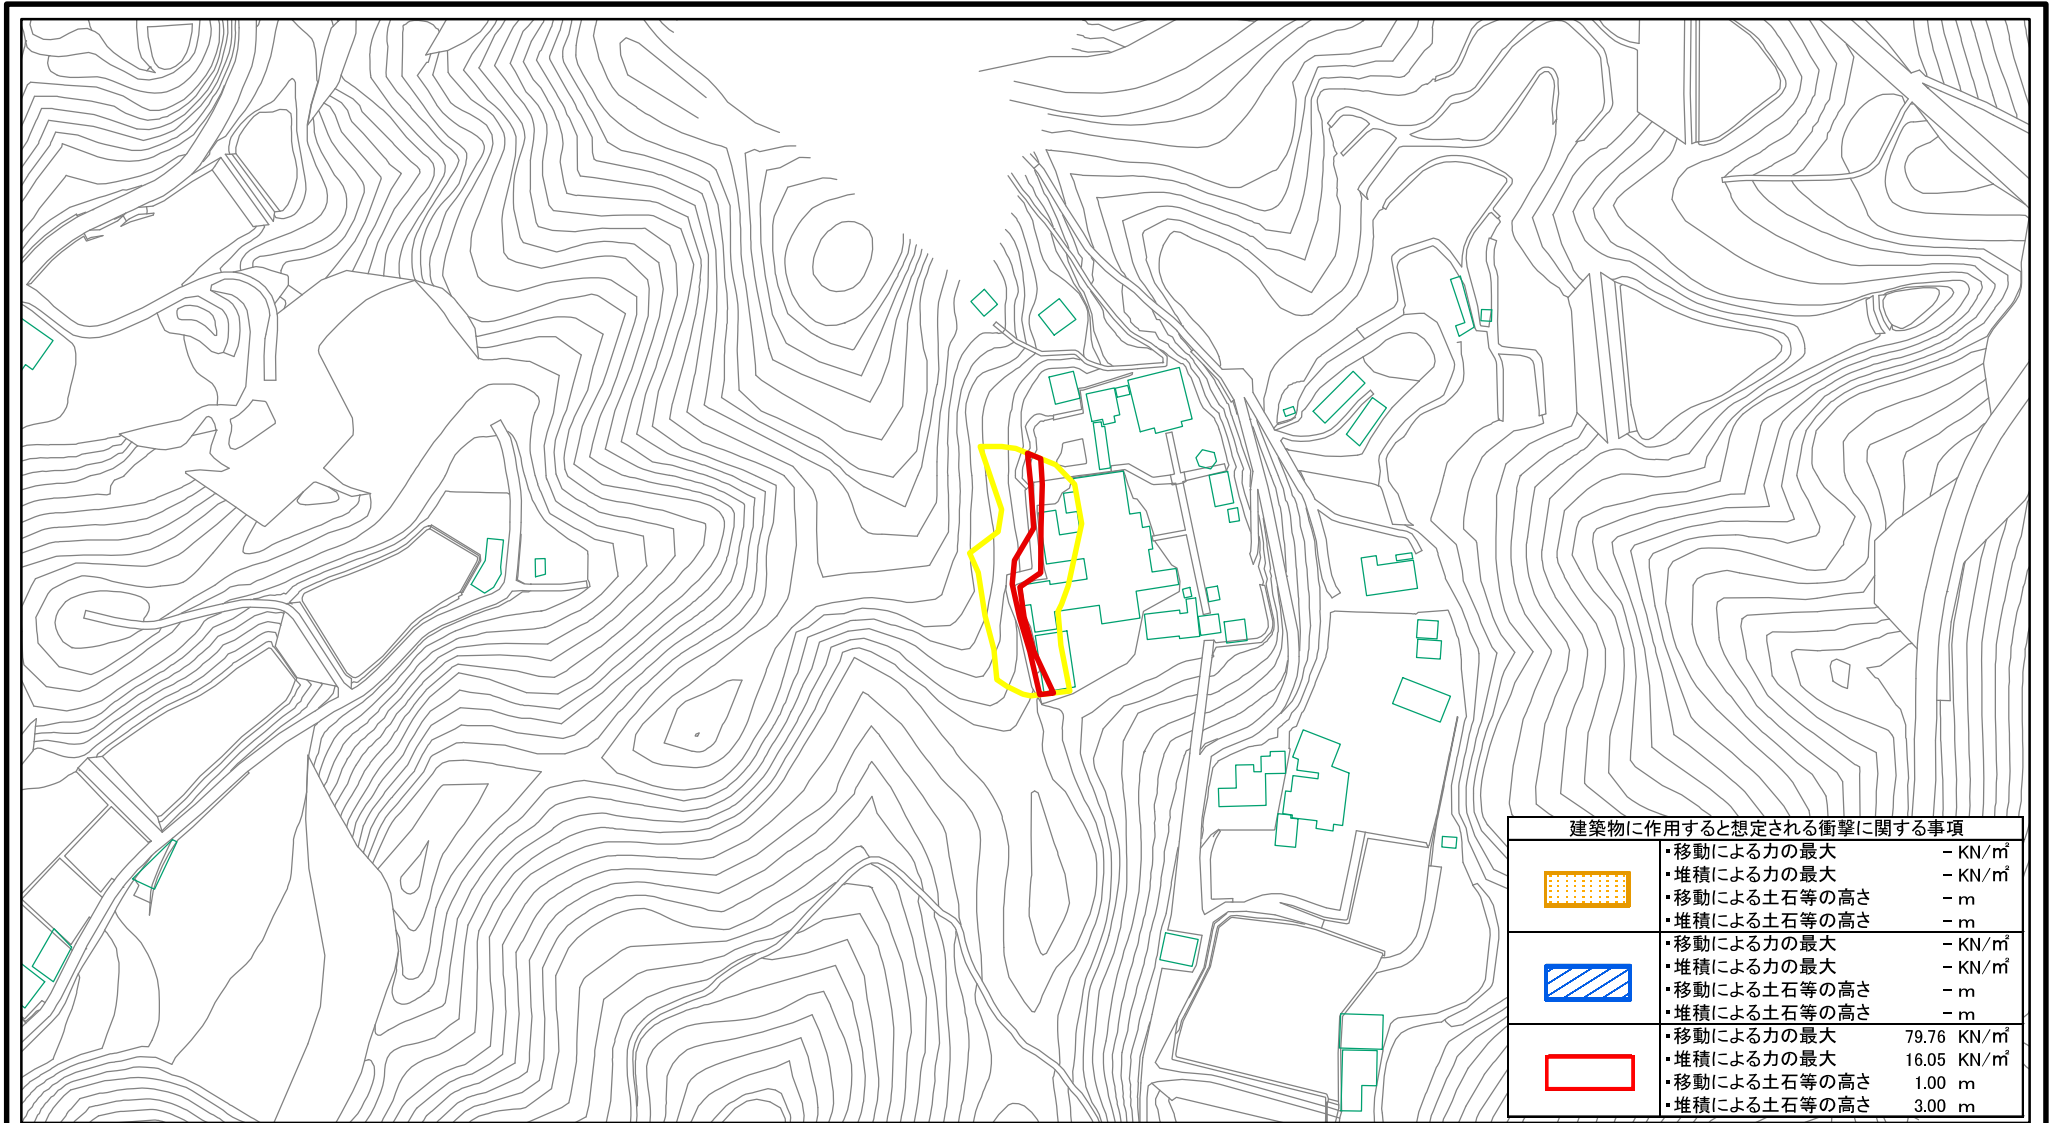 建築物に作用すると想定される衝撃に関する事項
・移動による力の最大 － KN/㎡
・堆積による力の最大 － KN/㎡
・移動による土石等の高さ － m
・堆積による土石等の高さ － m
・移動による力の最大 － KN/㎡
・堆積による力の最大 － KN/㎡
・移動による土石等の高さ － m
・堆積による土石等の高さ － m
・移動による力の最大 79.76 KN/㎡
・堆積による力の最大 16.05 KN/㎡
・移動による土石等の高さ 1.00 m
・堆積による土石等の高さ 3.00 m